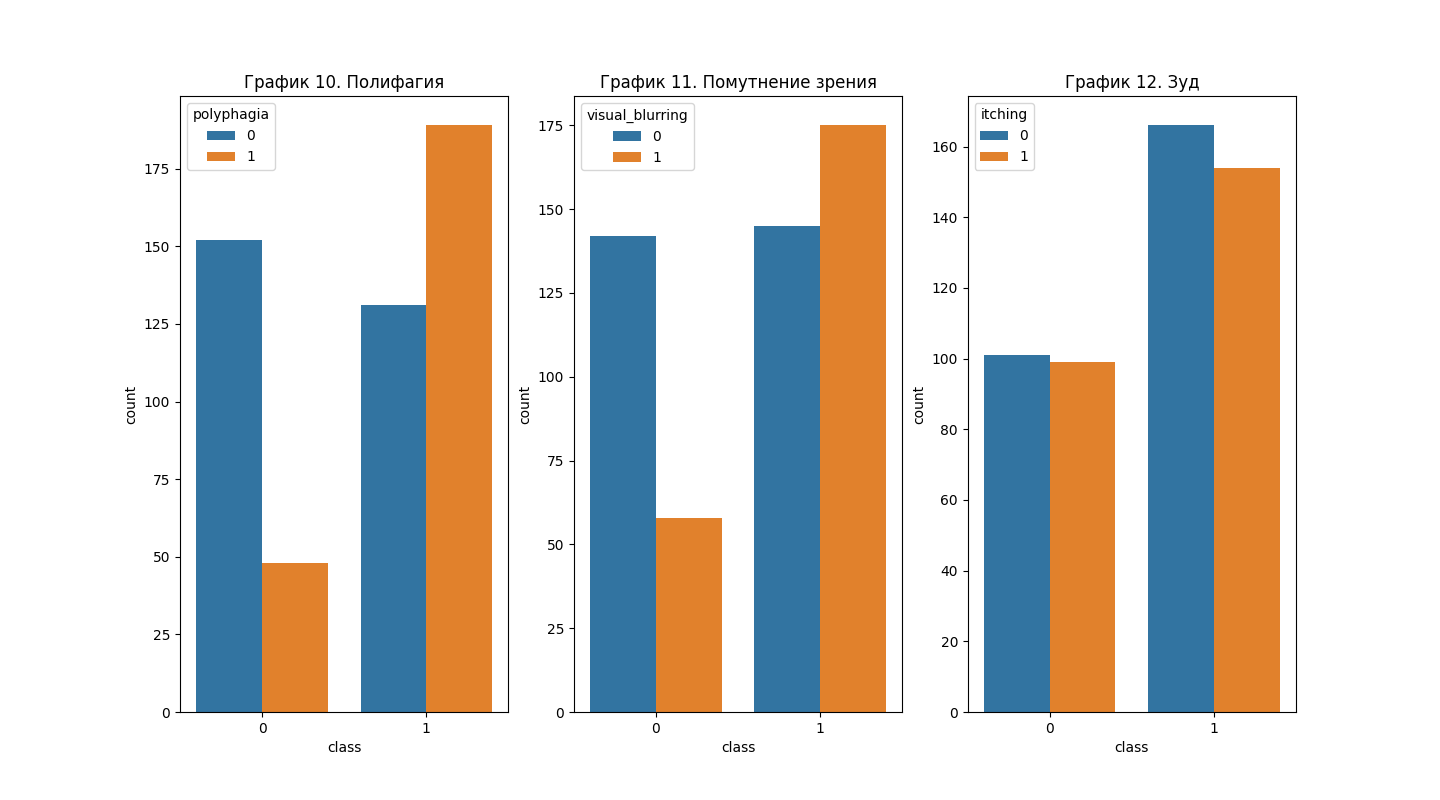 График 10. Полифагия
polyphagia
0
1
175
150
125
100
75
50
25
0
count
0 1
class
График 11. Помутнение зрения
visual_blurring
0
1
175
150
125
100
75
50
25
0
count
0 1
class
График 12. Зуд
itching
0
1
160
140
120
100
80
60
40
20
0
count
0 1
class